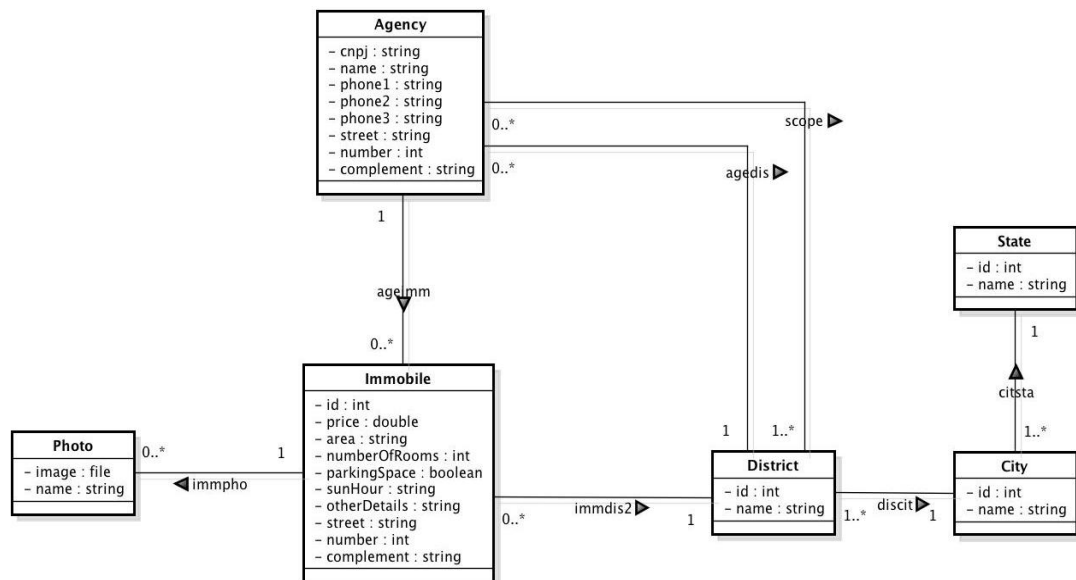 Agency
- cnpj : string
- name : string
- phone1 : string
- phone2 : string
- phone3 : string
- street : string
- number : int
- complement : string
0..*
scope
0..*
agedis
1
ageimm
0..*
State
- id : int
- name : string
1
citsta
1..*
Immobile
- id : int
- price : double
- area : string
- numberOfRooms : int
- parkingSpace : boolean
- sunHour : string
- otherDetails : string
- street : string
- number : int
- complement : string
Photo
- image : file
- name : string
0..*
1
immpho
1
1..*
District
- id : int
- name : string
0..*
immdis2
1
City
- id : int
- name : string
1..*
discit
1